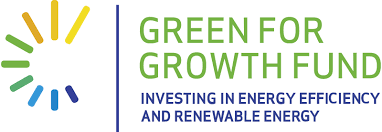 GREEN FOR
GROWTH FUND
INVESTING IN ENERGY EFFICIENCY
AND RENEWABLE ENERGY